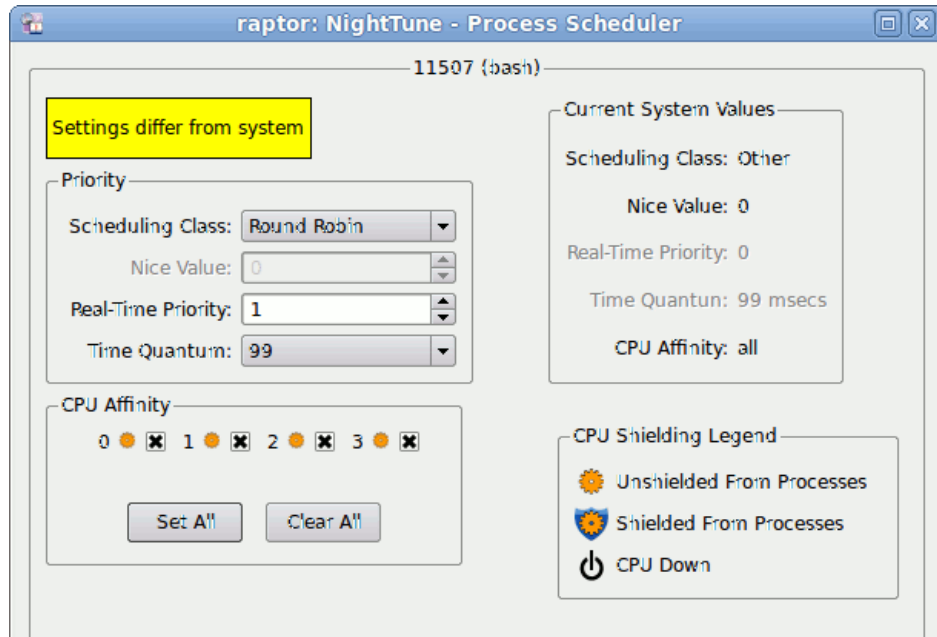 raptor: NightTune - Process Scheduler
11507 (bash)
Settings differ from system
Priority
Scheduling Class: Round Robin
Nice Value: 0
Real-Time Priority: 1
Time Quantum: 99
CPU Affinity
0 1 2 3
Set All Clear All
Current System Values
Scheduling Class: Other
Nice Value: 0
Real-Time Priority: 0
Time Quantun: 99 msecs
CPU Affinity: all
CPU Shielding Legend
Unshielded From Processes
Shielded From Processes
CPU Down